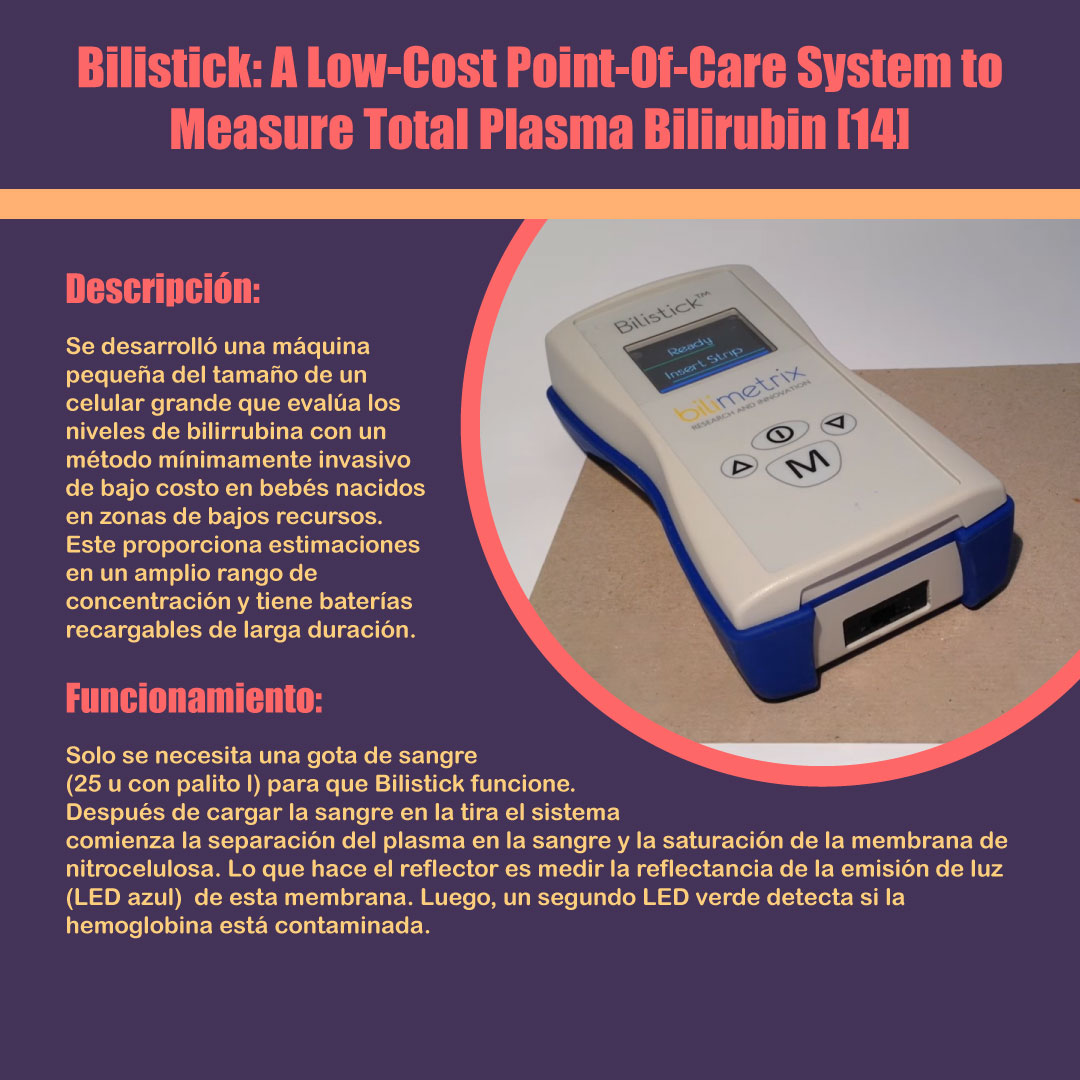 Bilistick: A Low-Cost Point-Of-Care System to
Measure Total Plasma Bilirubin [14]
Descripción:
Se desarrolló una máquina
pequeña del tamaño de un
celular grande que evalúa los
niveles de bilirrubina con un
método mínimamente invasivo
de bajo costo en bebés nacidos
en zonas de bajos recursos.
Este proporciona estimaciones
en un amplio rango de
concentración y tiene baterías
recargables de larga duración.
Bilistick™
Ready
Insert Strip
bilimetrix
RESEARCH AND INNOVATION
M
Funcionamiento:
Solo se necesita una gota de sangre
(25 u con palito l) para que Bilistick funcione.
Después de cargar la sangre en la tira el sistema
comienza la separación del plasma en la sangre y la saturación de la membrana de
nitrocelulosa. Lo que hace el reflector es medir la reflectancia de la emisión de luz
(LED azul)  de esta membrana. Luego, un segundo LED verde detecta si la
hemoglobina está contaminada.